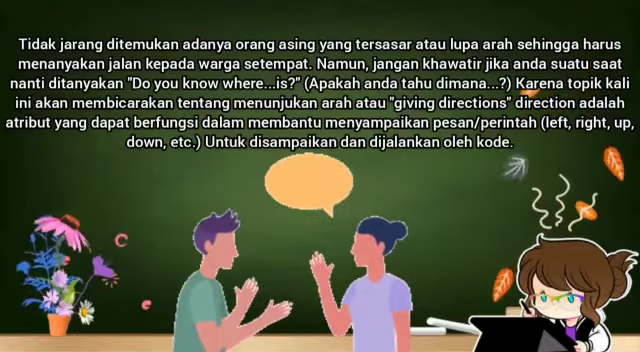 Tidak jarang ditemukan adanya orang asing yang tersasar atau lupa arah sehingga harus
menanyakan jalan kepada warga setempat. Namun, jangan khawatir jika anda suatu saat
nanti ditanyakan "Do you know where...is?" (Apakah anda tahu dimana...?) Karena topik kali
ini akan membicarakan tentang menunjukan arah atau "giving directions" direction adalah
atribut yang dapat berfungsi dalam membantu menyampaikan pesan/perintah (left, right, up,
down, etc.) Untuk disampaikan dan dijalankan oleh kode.